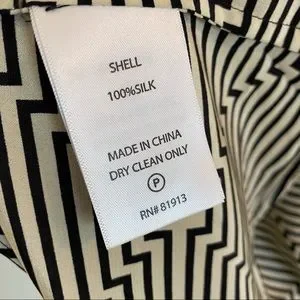 SHELL
100%SILK
MADE IN CHINA
DRY CLEAN ONLY
P
RN# 81913